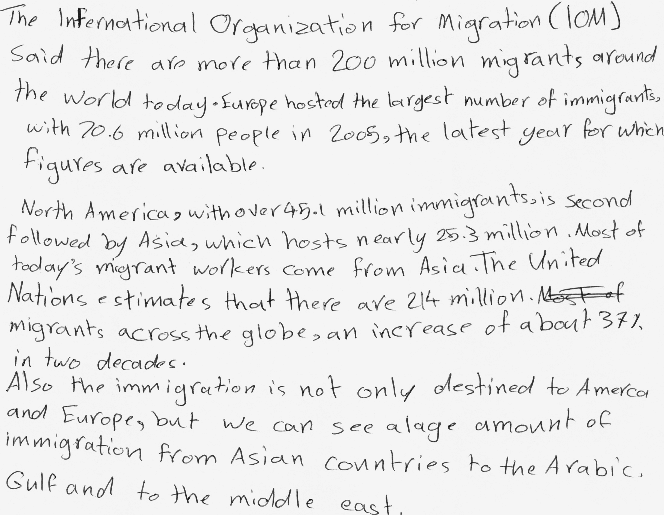 The International Organization for Migration (IOM)
Said there are more than 200 million migrants around
the world today. Europe hosted the largest number of immigrants,
with 70.6 million people in 2005, the latest year for which
figures are available.
North America, with over 45.1 million immigrants, is second
followed by Asia, which hosts nearly 25.3 million. Most of
today's migrant workers come from Asia. The United
Nations estimates that there are 214 million. Most of
migrants across the globe, an increase of about 37%
in two decades.
Also the immigration is not only destined to Amerca
and Europe, but we can see alage amount of
immigration from Asian countries to the Arabic.
Gulf and to the middle east.